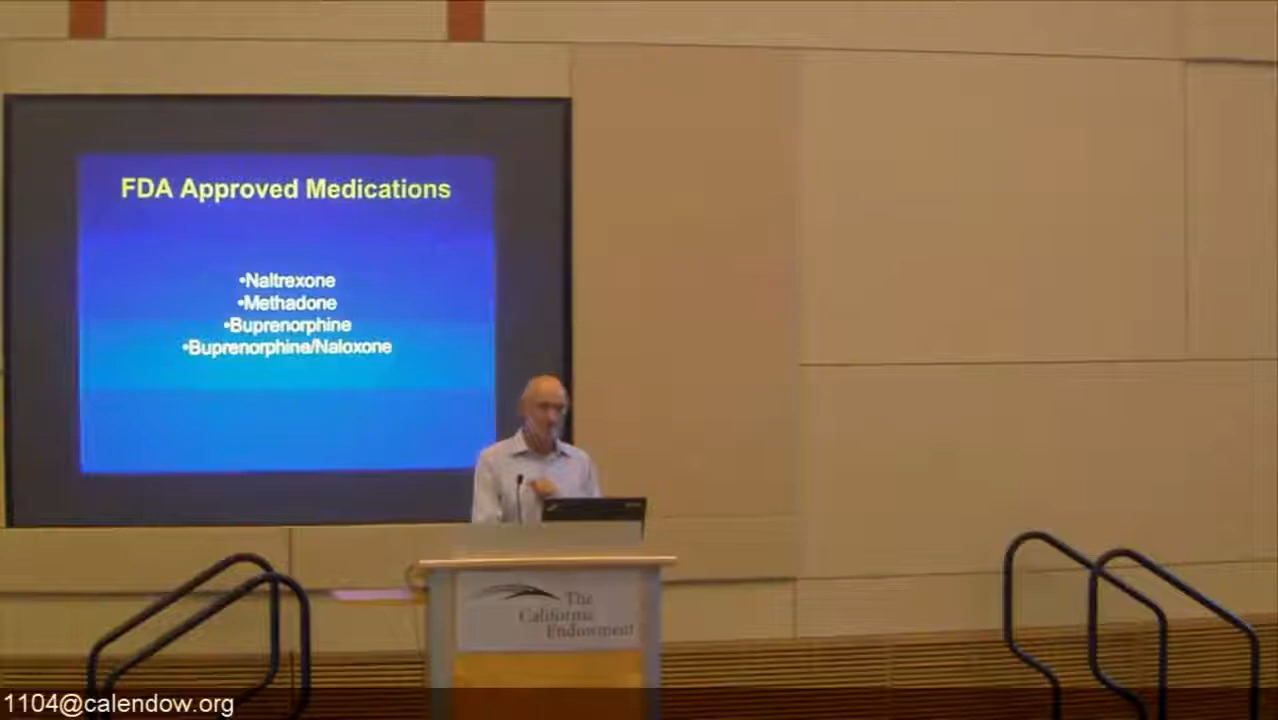 FDA Approved Medications
•Naltrexone
•Methadone
•Buprenorphine
•Buprenorphine/Naloxone
The
California
Endowment
1104@calendow.org